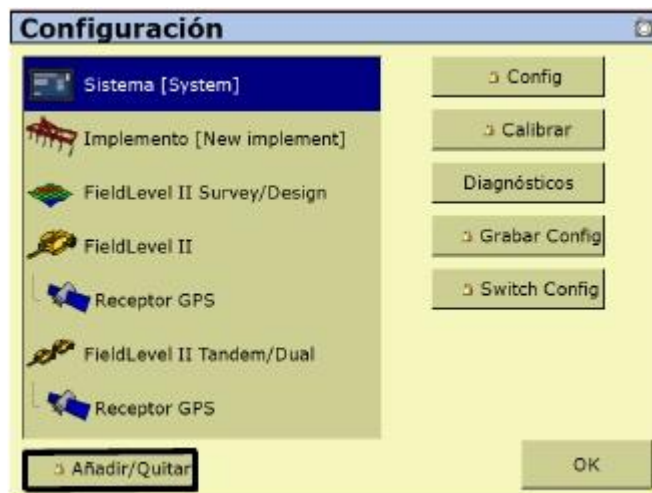 Configuración
Sistema [System]
Implemento [New implement]
FieldLevel II Survey/Design
FieldLevel II
Receptor GPS
FieldLevel II Tandem/Dual
Receptor GPS
Añadir/Quitar
Config
Calibrar
Diagnósticos
Grabar Config
Switch Config
OK